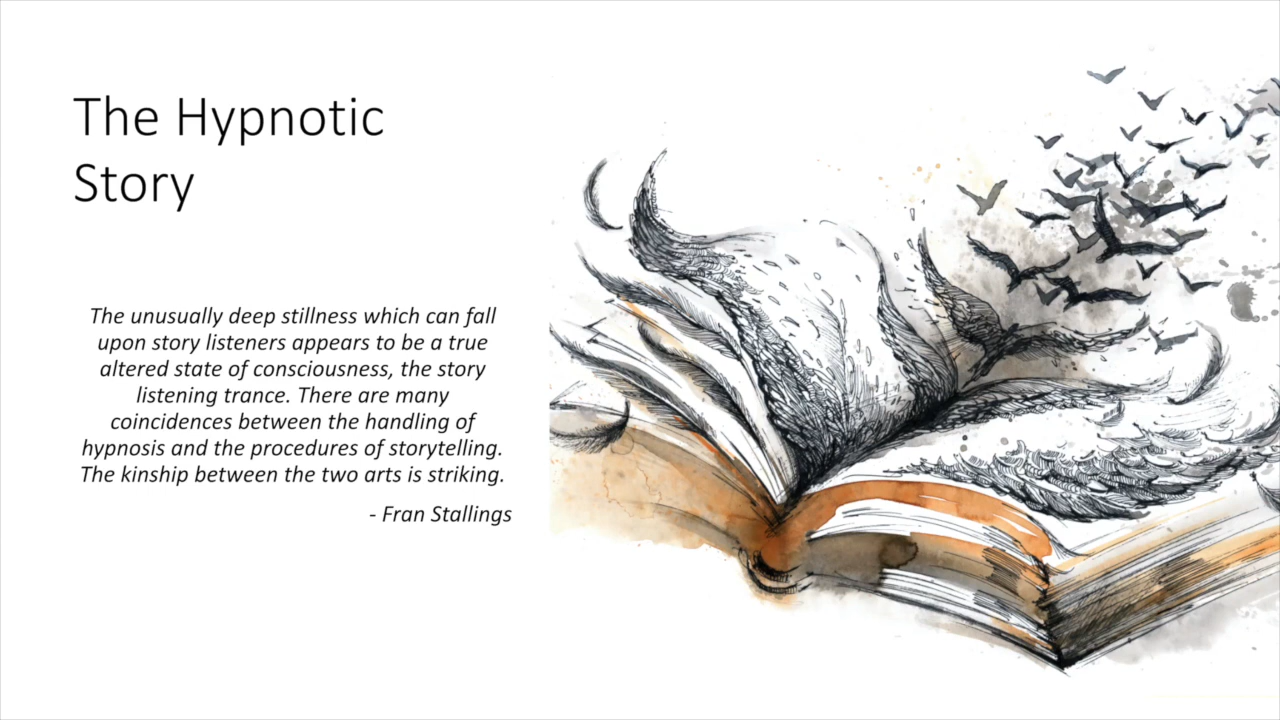 The Hypnotic
Story
The unusually deep stillness which can fall
upon story listeners appears to be a true
altered state of consciousness, the story
listening trance. There are many
coincidences between the handling of
hypnosis and the procedures of storytelling.
The kinship between the two arts is striking.
- Fran Stallings